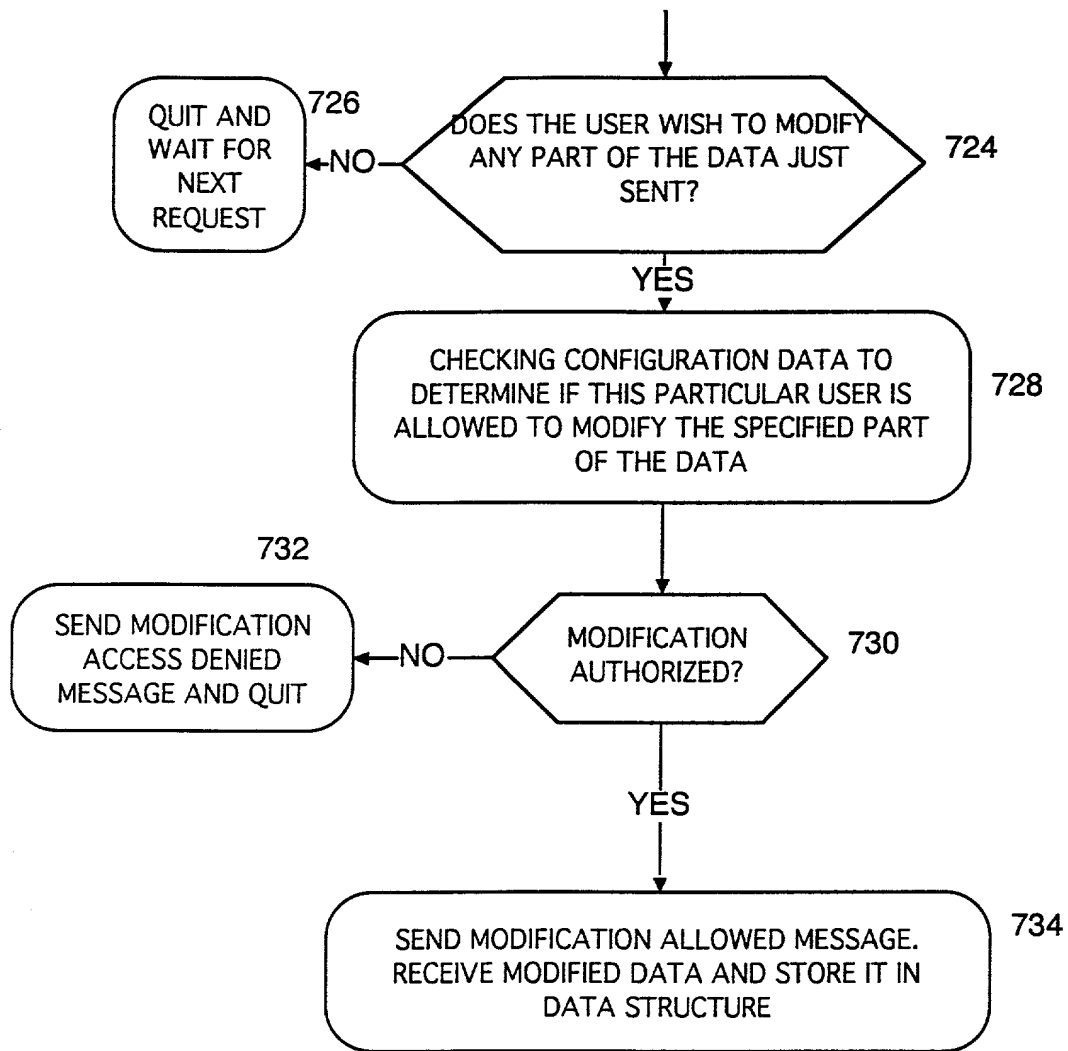 726
QUIT AND
WAIT FOR
NEXT
REQUEST
NO
DOES THE USER WISH TO MODIFY
ANY PART OF THE DATA JUST
SENT?
724
YES
CHECKING CONFIGURATION DATA TO
DETERMINE IF THIS PARTICULAR USER IS
ALLOWED TO MODIFY THE SPECIFIED PART
OF THE DATA
728
732
SEND MODIFICATION
ACCESS DENIED
MESSAGE AND QUIT
NO
MODIFICATION
AUTHORIZED?
730
YES
SEND MODIFICATION ALLOWED MESSAGE.
RECEIVE MODIFIED DATA AND STORE IT IN
DATA STRUCTURE
734